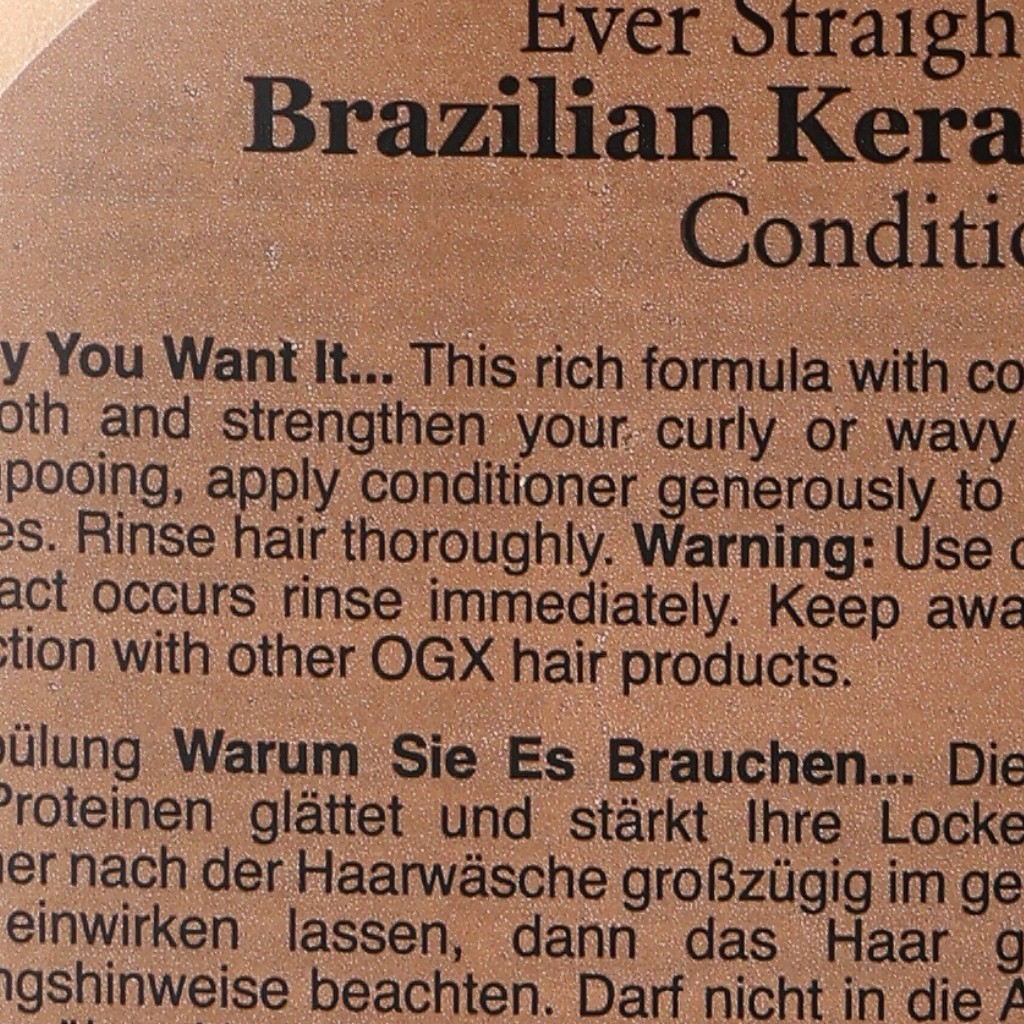 Ever Straigh
Brazilian Kera
Conditio
y You Want It... This rich formula with co
oth and strengthen your curly or wavy
pooing, apply conditioner generously to
es. Rinse hair thoroughly. Warning: Use
act occurs rinse immediately. Keep awa
ction with other OGX hair products.
pülung Warum Sie Es Brauchen... Die
Proteinen glättet und stärkt Ihre Locke
er nach der Haarwäsche großzügig im ge
einwirken lassen, dann das Haar g
ngshinweise beachten. Darf nicht in die A